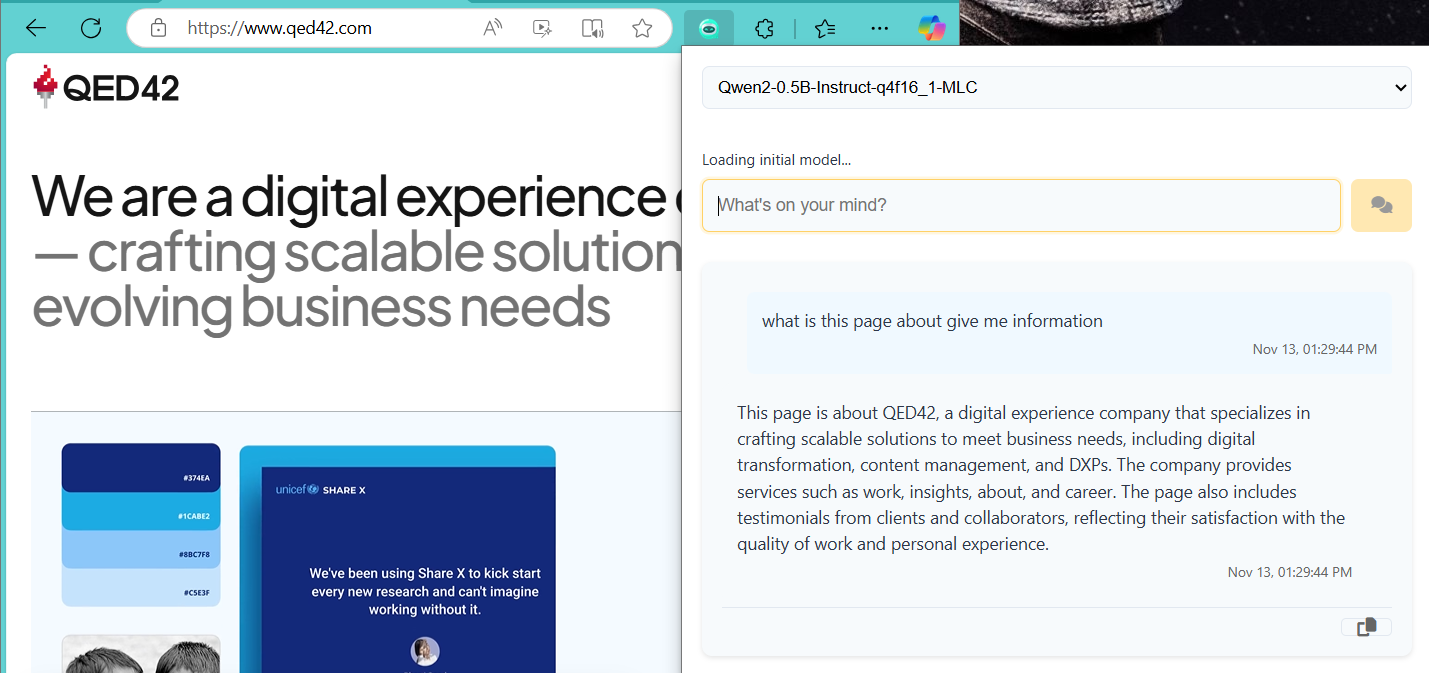 https://www.qed42.com
QED42
We are a digital experience
— crafting scalable solution
evolving business needs
#374EA
#1CABE2
#8BC7F8
#C5E3F
unicef SHARE X
We've been using Share X to kick start
every new research and can't imagine
working without it.
Qwen2-0.5B-Instruct-q4f16_1-MLC
Loading initial model...
What's on your mind?
what is this page about give me information
Nov 13, 01:29:44 PM
This page is about QED42, a digital experience company that specializes in
crafting scalable solutions to meet business needs, including digital
transformation, content management, and DXPs. The company provides
services such as work, insights, about, and career. The page also includes
testimonials from clients and collaborators, reflecting their satisfaction with the
quality of work and personal experience.
Nov 13, 01:29:44 PM